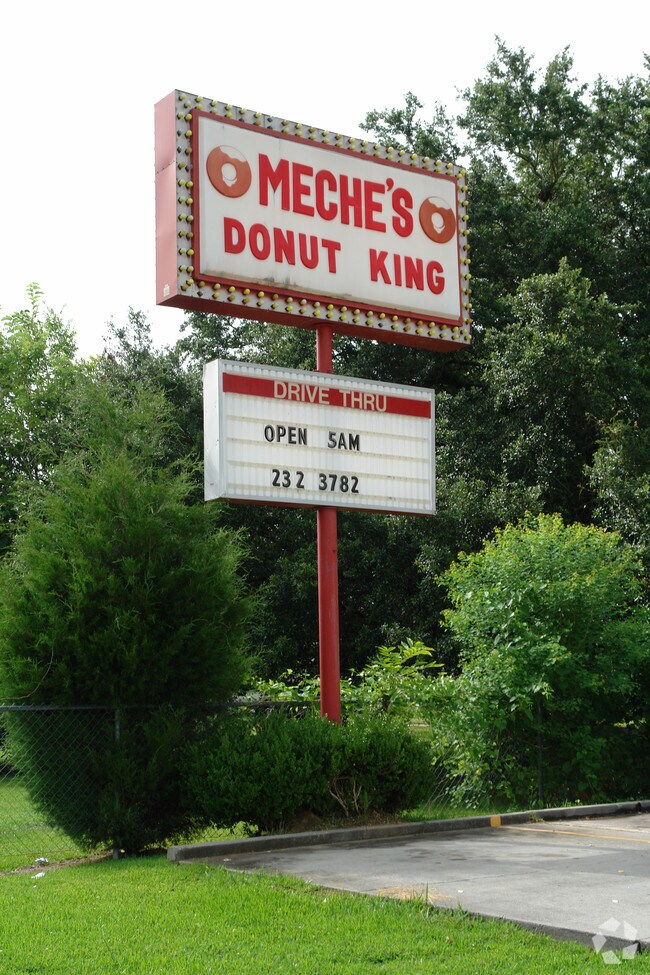 MECHE'S
DONUT KING
DRIVE THRU
OPEN 5AM
232 3782